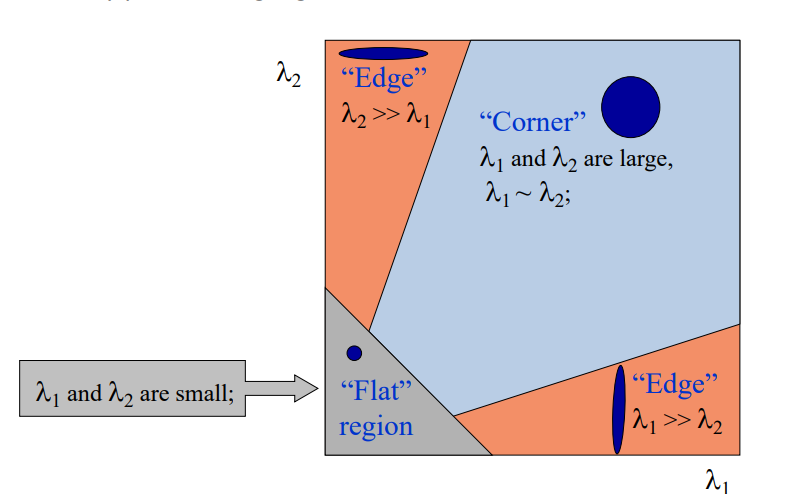 λ2
“Edge”
λ2 >> λ1
“Corner”
λ1 and λ2 are large,
λ1 ~ λ2;
λ1 and λ2 are small;
“Flat”
region
“Edge”
λ1 >> λ2
λ1